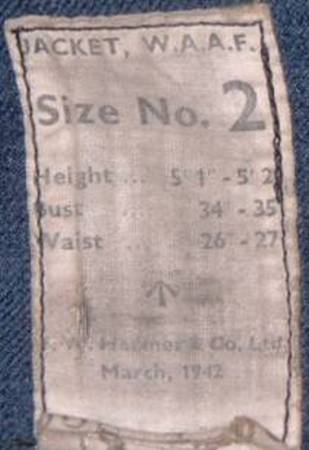 JACKET, W.A.A.F.
Size No. 2
Height ... 5' 1" - 5' 2
Bust ... 34 - 35
Waist ... 26 - 27
F. W. Harmer & Co. Ltd.
March, 1942